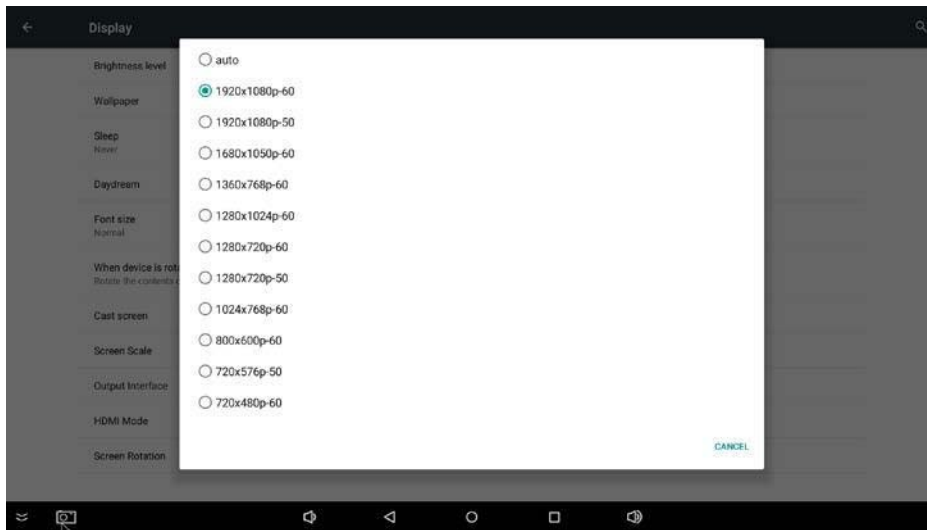 Display
auto
1920x1080p-60
1920x1080p-50
1680x1050p-60
1360x768p-60
1280x1024p-60
1280x720p-60
1280x720p-50
1024x768p-60
800x600p-60
720x576p-50
720x480p-60
CANCEL
Brightness level
Wallpaper
Sleep
Never
Daydream
Font size
Normal
When device is rot
Rotate the contents
Cast screen
Screen Scale
Output Interface
HDMI Mode
Screen Rotation